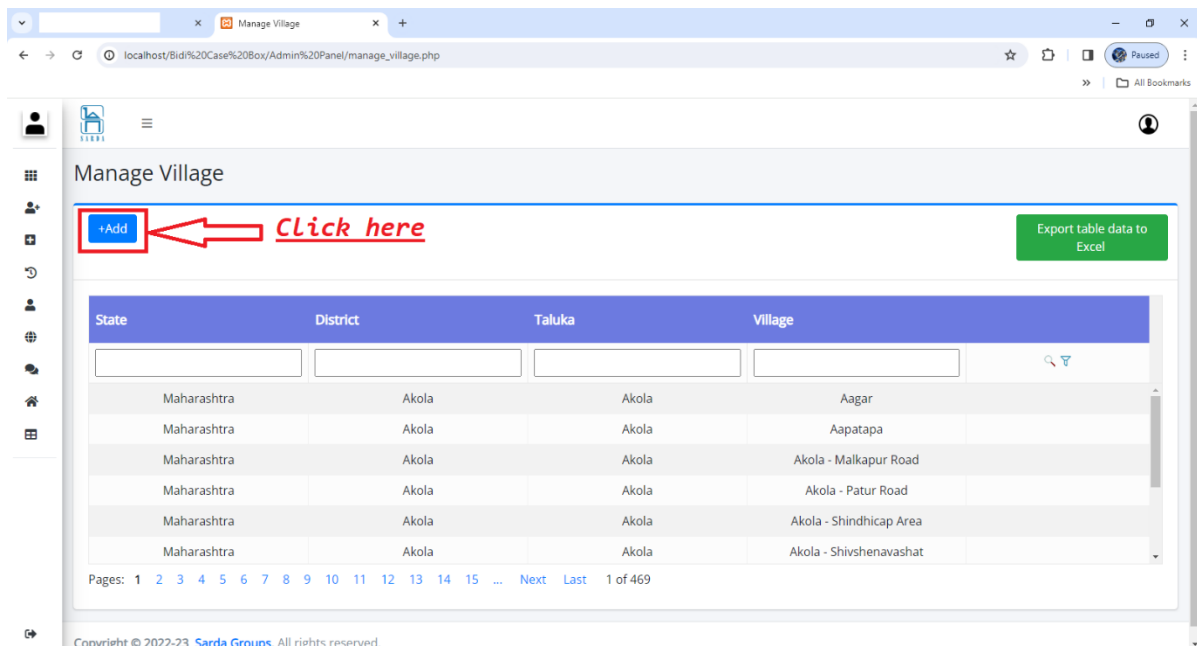 Manage Village
localhost/Bidi%20Case%20Box/Admin%20Panel/manage_village.php
Paused
All Bookmarks
SARDA
Manage Village
+Add
Click here
Export table data to
Excel
State District Taluka Village
Maharashtra Akola Akola Aagar
Maharashtra Akola Akola Aapatapa
Maharashtra Akola Akola Akola - Malkapur Road
Maharashtra Akola Akola Akola - Patur Road
Maharashtra Akola Akola Akola - Shindhicap Area
Maharashtra Akola Akola Akola - Shivshenavashat
Pages: 1 2 3 4 5 6 7 8 9 10 11 12 13 14 15 ... Next Last 1 of 469
Copyright © 2022-23 Sarda Groups. All rights reserved.